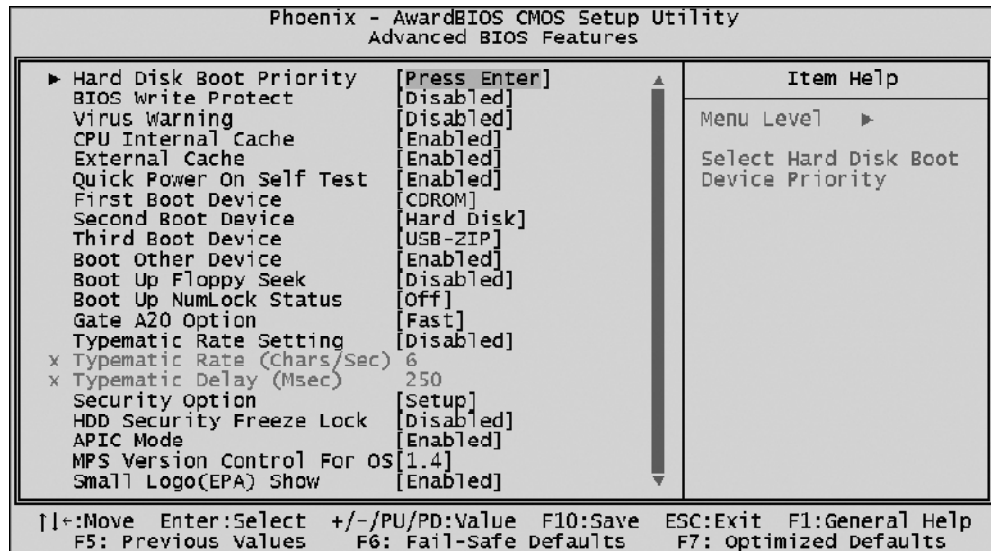 Phoenix - AwardBIOS CMOS Setup Utility
Advanced BIOS Features
► Hard Disk Boot Priority [Press Enter]
BIOS Write Protect [Disabled]
Virus Warning [Disabled]
CPU Internal Cache [Enabled]
External Cache [Enabled]
Quick Power On Self Test [Enabled]
First Boot Device [CDROM]
Second Boot Device [Hard Disk]
Third Boot Device [USB-ZIP]
Boot Other Device [Enabled]
Boot Up Floppy Seek [Disabled]
Boot Up NumLock Status [Off]
Gate A20 Option [Fast]
Typematic Rate Setting [Disabled]
x Typematic Rate (Chars/Sec) 6
x Typematic Delay (Msec) 250
Security Option [Setup]
HDD Security Freeze Lock [Disabled]
APIC Mode [Enabled]
MPS Version Control For OS[1.4]
Small Logo(EPA) Show [Enabled]
Item Help
Menu Level ►
Select Hard Disk Boot
Device Priority
↑↓←:Move Enter:Select +/-/PU/PD:Value F10:Save ESC:Exit F1:General Help
F5: Previous Values F6: Fail-Safe Defaults F7: Optimized Defaults